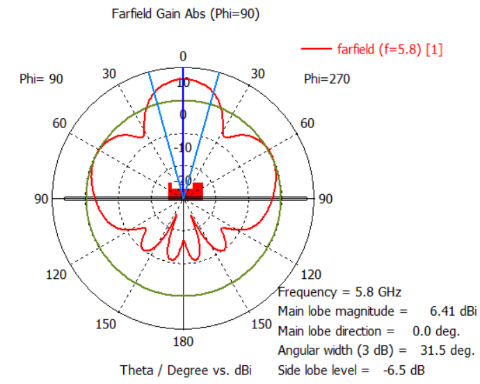 Farfield Gain Abs (Phi=90)
farfield (f=5.8) [1]
Phi= 90
30
0
30
Phi=270
10
60
0
60
-10
90
90
120
120
150
180
150
Frequency = 5.8 GHz
Main lobe magnitude = 6.41 dBi
Main lobe direction = 0.0 deg.
Angular width (3 dB) = 31.5 deg.
Side lobe level = -6.5 dB
Theta / Degree vs. dBi